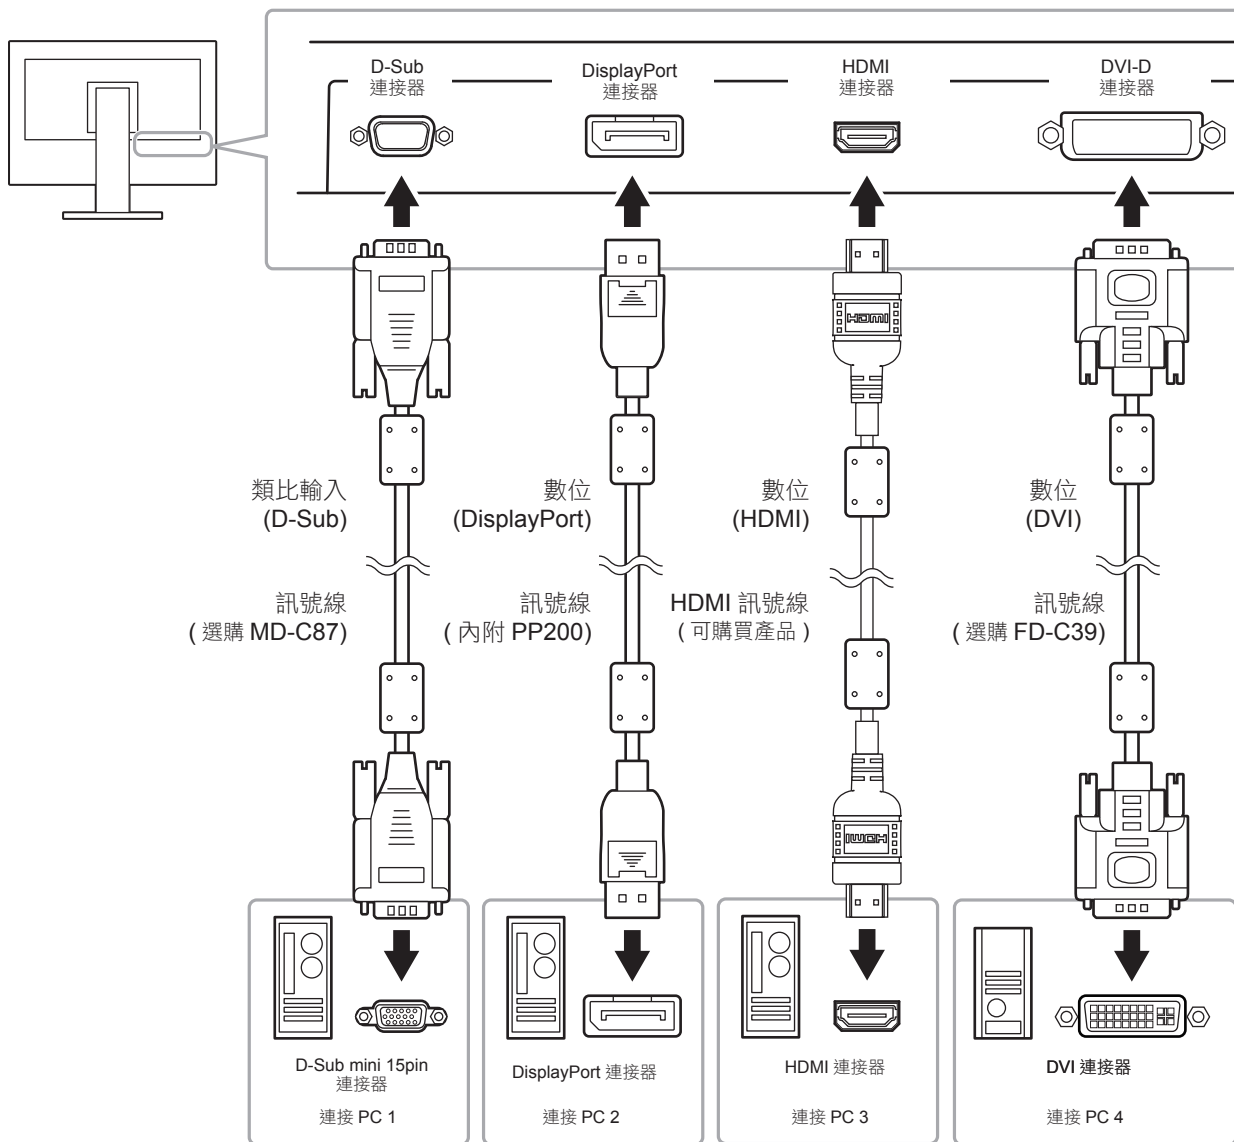 D-Sub
連接器
DisplayPort
連接器
HDMI
連接器
DVI-D
連接器
HDMI
類比輸入
(D-Sub)
數位
(DisplayPort)
數位
(HDMI)
數位
(DVI)
訊號線
( 選購 MD-C87)
訊號線
( 內附 PP200)
HDMI 訊號線
( 可購買產品 )
訊號線
( 選購 FD-C39)
HDMI
D-Sub mini 15pin
連接器
連接 PC 1
DisplayPort 連接器
連接 PC 2
HDMI 連接器
連接 PC 3
DVI 連接器
連接 PC 4